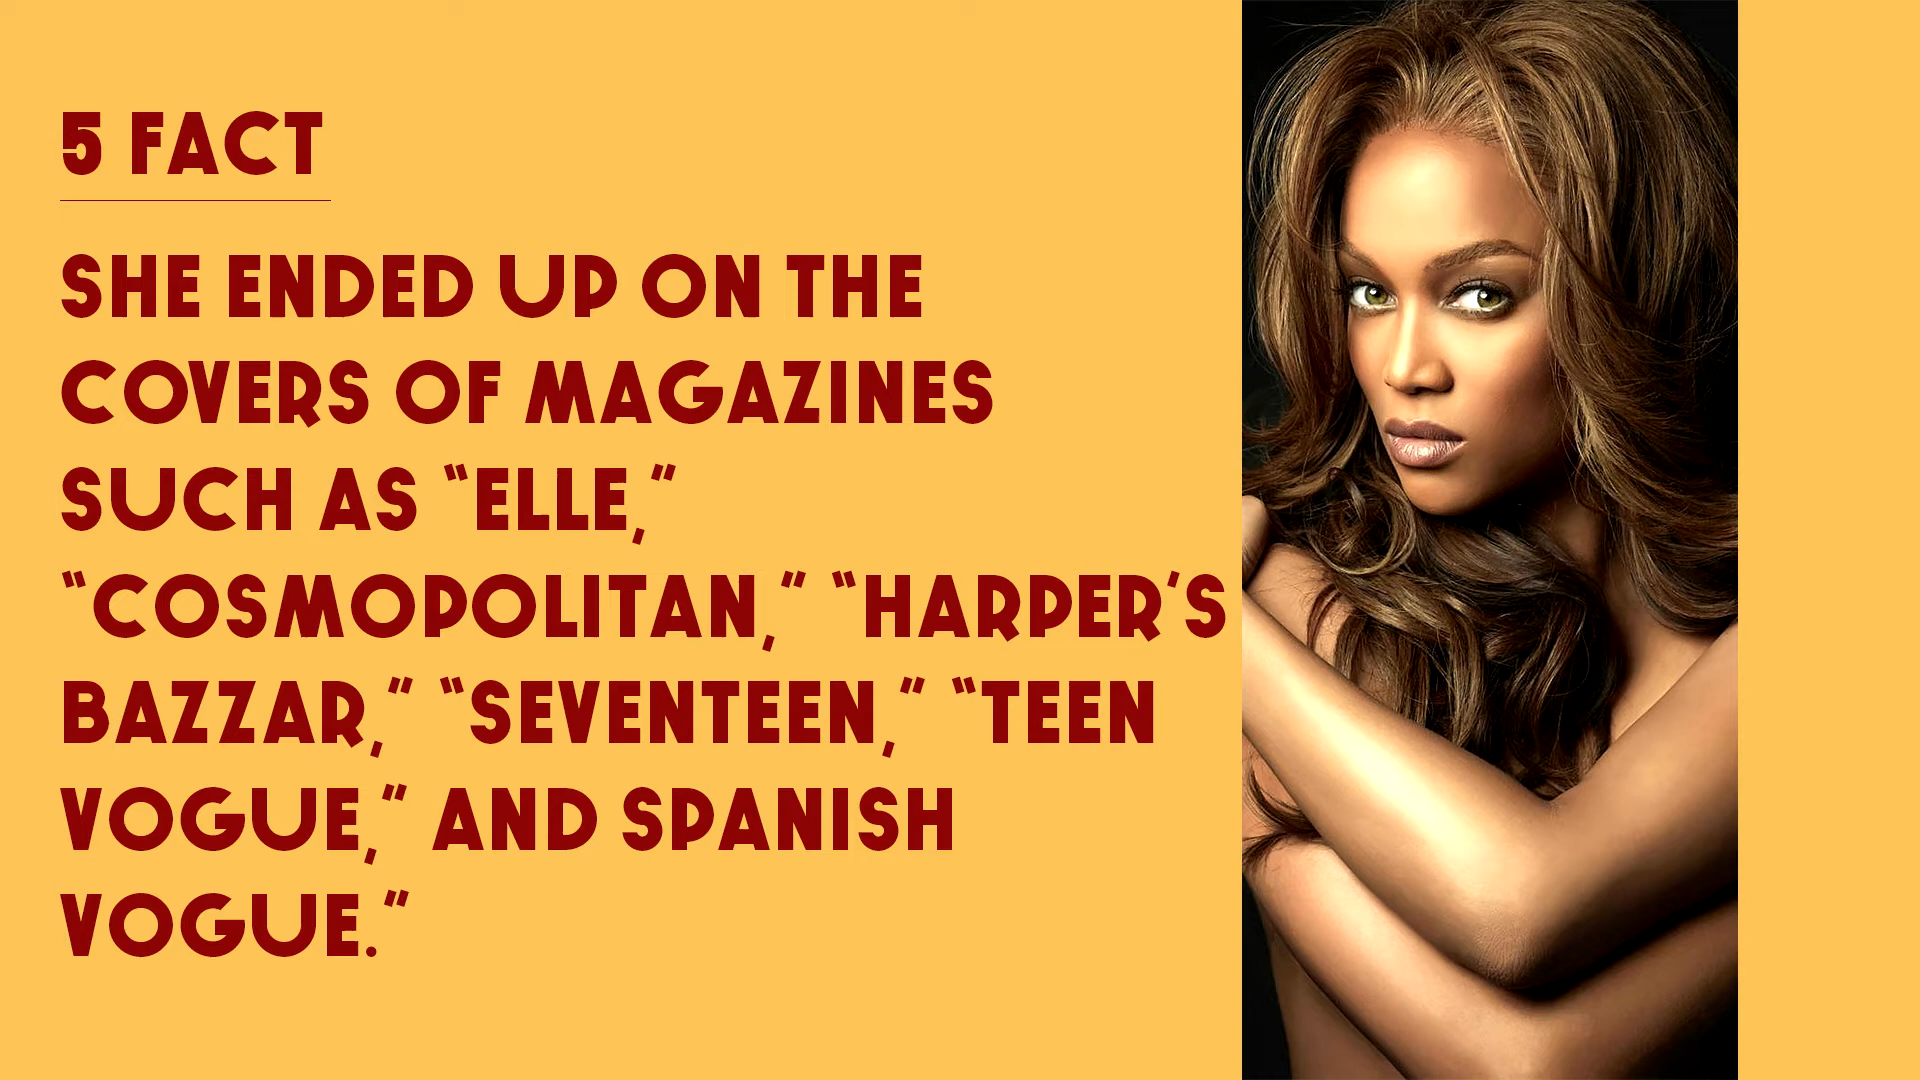 5 FACT
SHE ENDED UP ON THE
COVERS OF MAGAZINES
SUCH AS "ELLE,"
"COSMOPOLITAN," "HARPER'S
BAZZAR," "SEVENTEEN," "TEEN
VOGUE," AND SPANISH
VOGUE."